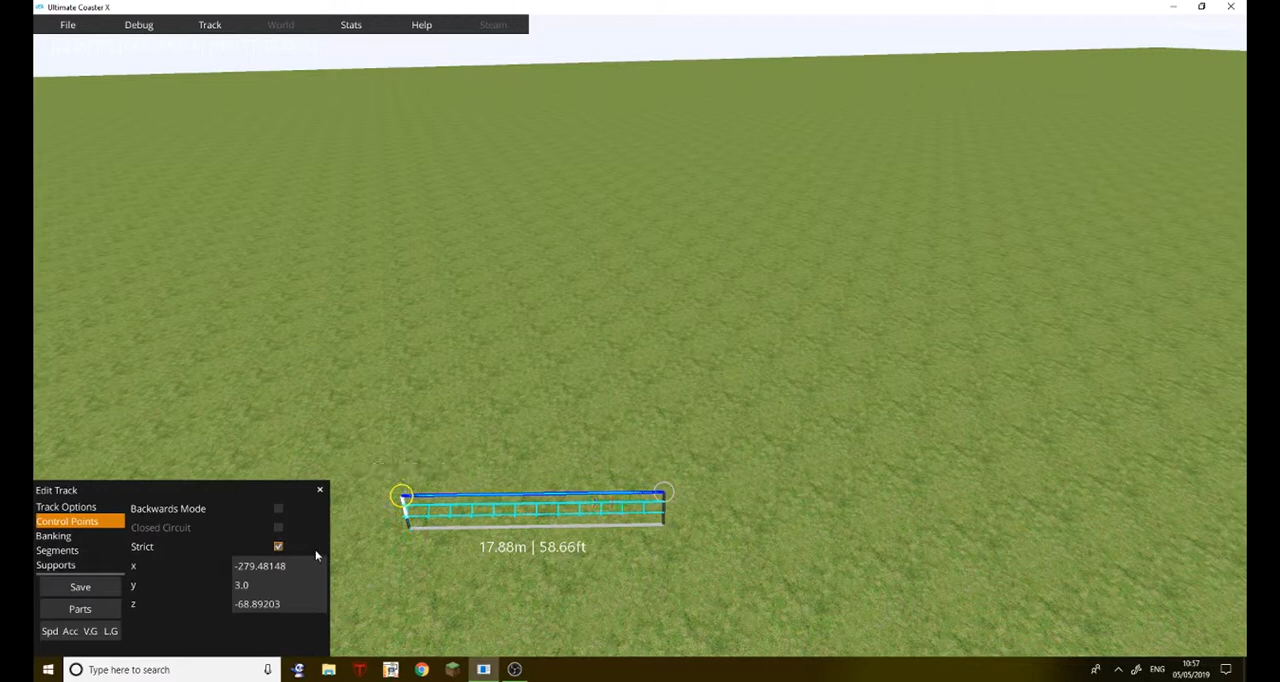 Ultimate Coaster X
File Debug Track World Stats Help Steam
17.88m | 58.66ft
Edit Track
Track Options
Control Points
Banking
Segments
Supports
Save
Parts
Spd Acc V.G L.G
Backwards Mode
Closed Circuit
Strict
x -279.48148
y 3.0
z -68.89203
Type here to search
ENG
10:57
05/05/2019